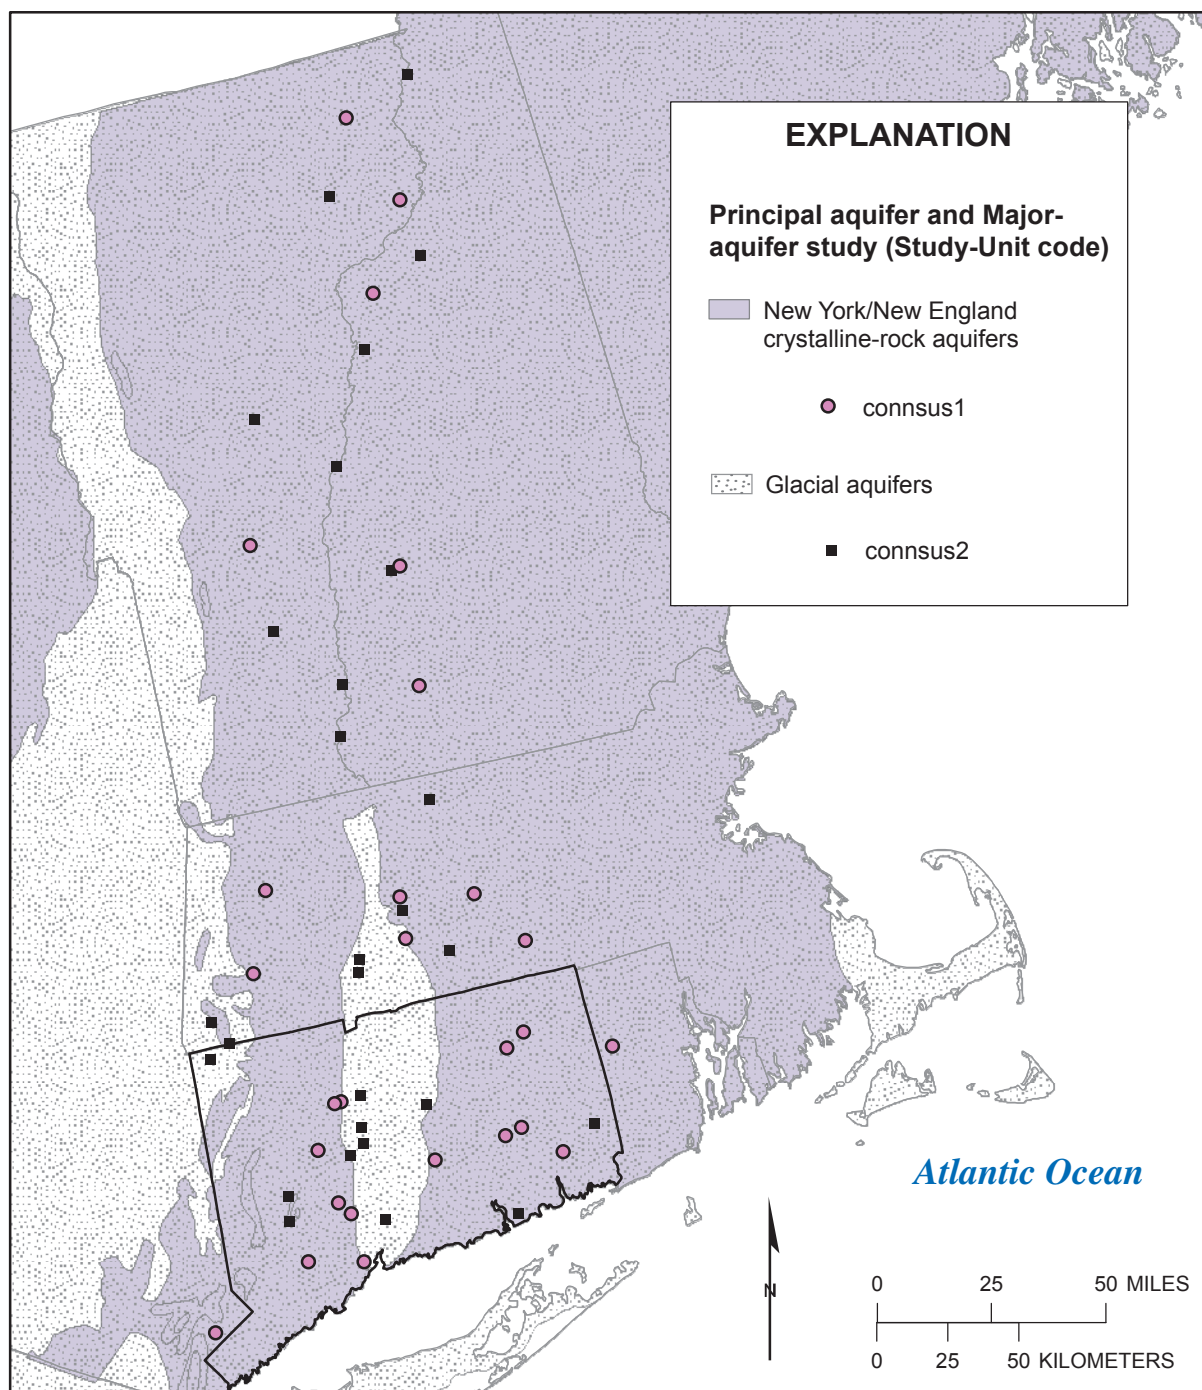 EXPLANATION
Principal aquifer and Major-
aquifer study (Study-Unit code)
New York/New England
crystalline-rock aquifers
connsus1
Glacial aquifers
connsus2
Atlantic Ocean
N
0 25 50 MILES
0 25 50 KILOMETERS